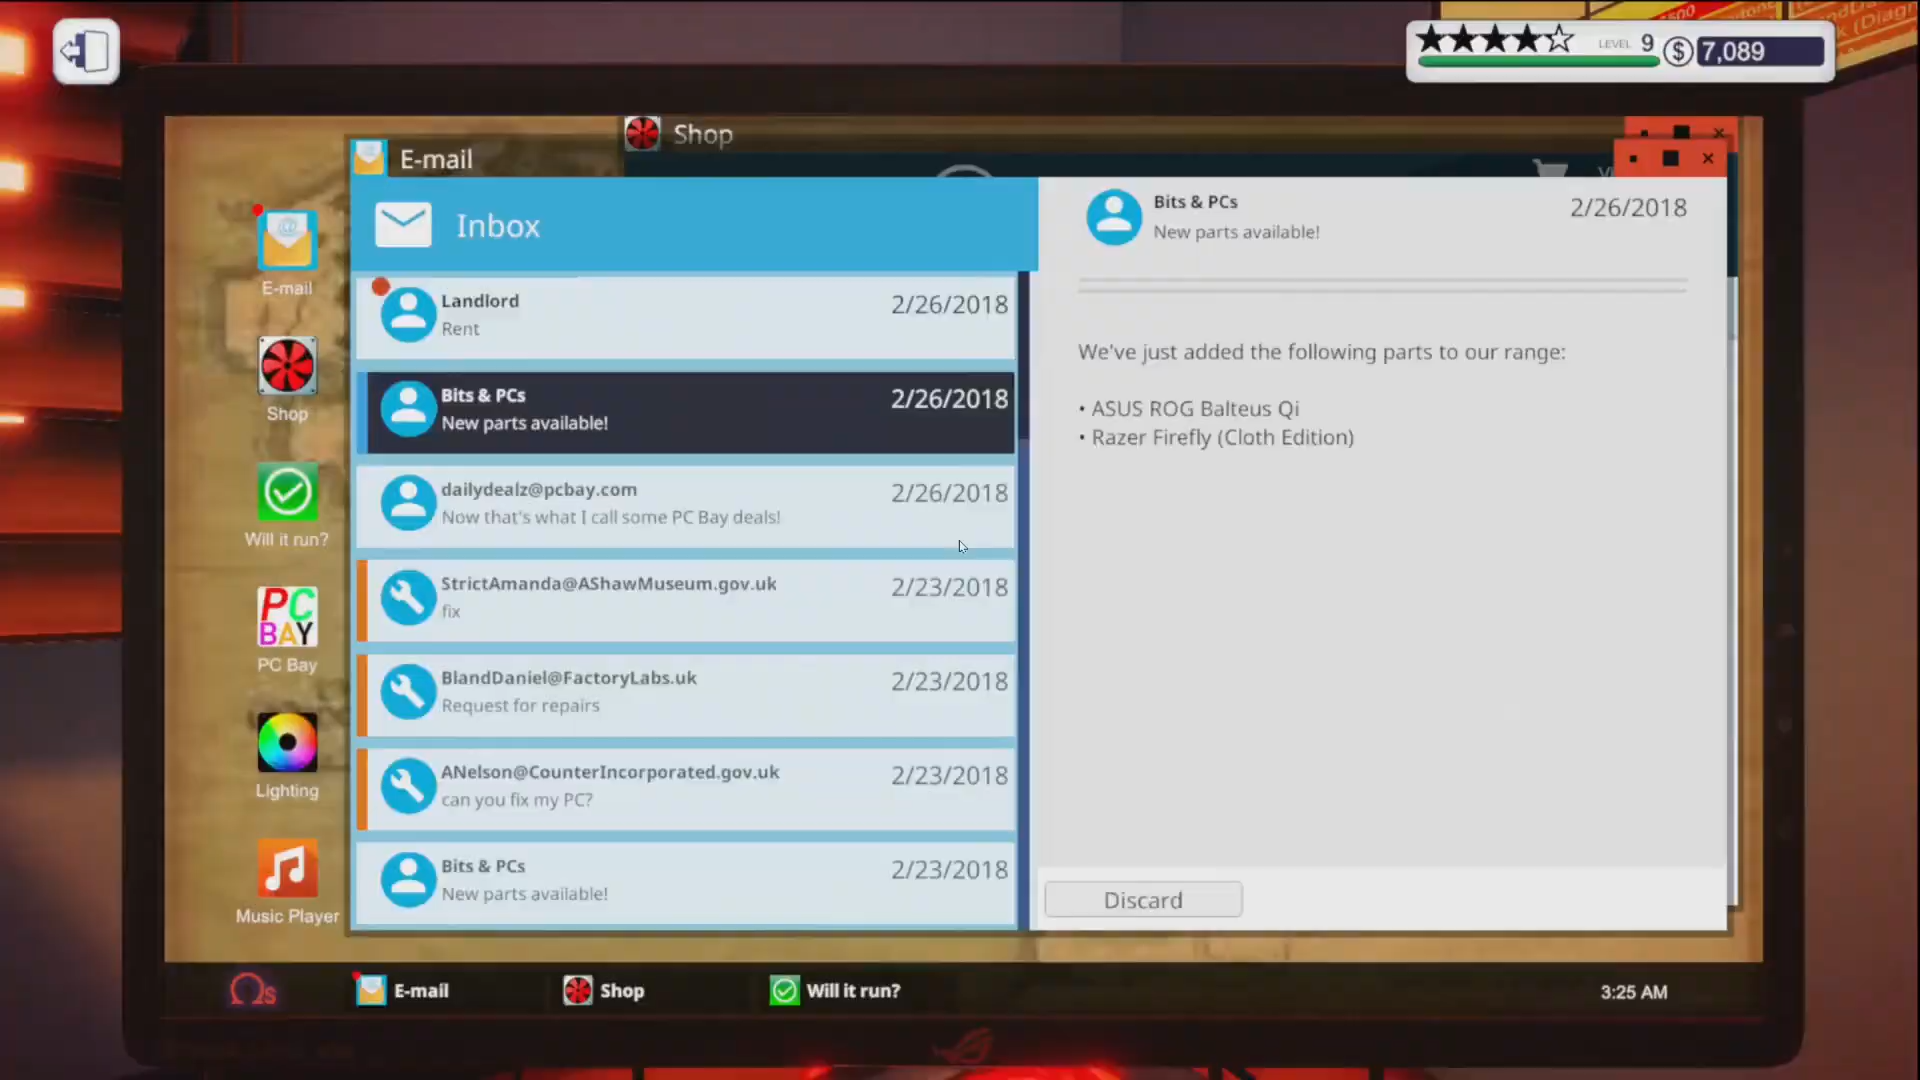 LEVEL 9 $ 7,089
Shop
E-mail
Inbox
Landlord 2/26/2018
Rent
Bits & PCs 2/26/2018
New parts available!
dailydealz@pcbay.com 2/26/2018
Now that's what I call some PC Bay deals!
StrictAmanda@AShawMuseum.gov.uk 2/23/2018
fix
BlandDaniel@FactoryLabs.uk 2/23/2018
Request for repairs
ANelson@CounterIncorporated.gov.uk 2/23/2018
can you fix my PC?
Bits & PCs 2/23/2018
New parts available!
Bits & PCs 2/26/2018
New parts available!
We've just added the following parts to our range:
• ASUS ROG Balteus Qi
• Razer Firefly (Cloth Edition)
Discard
E-mail
Shop
Will it run?
PC
BAY
PC Bay
Lighting
Music Player
Ωs E-mail Shop Will it run? 3:25 AM